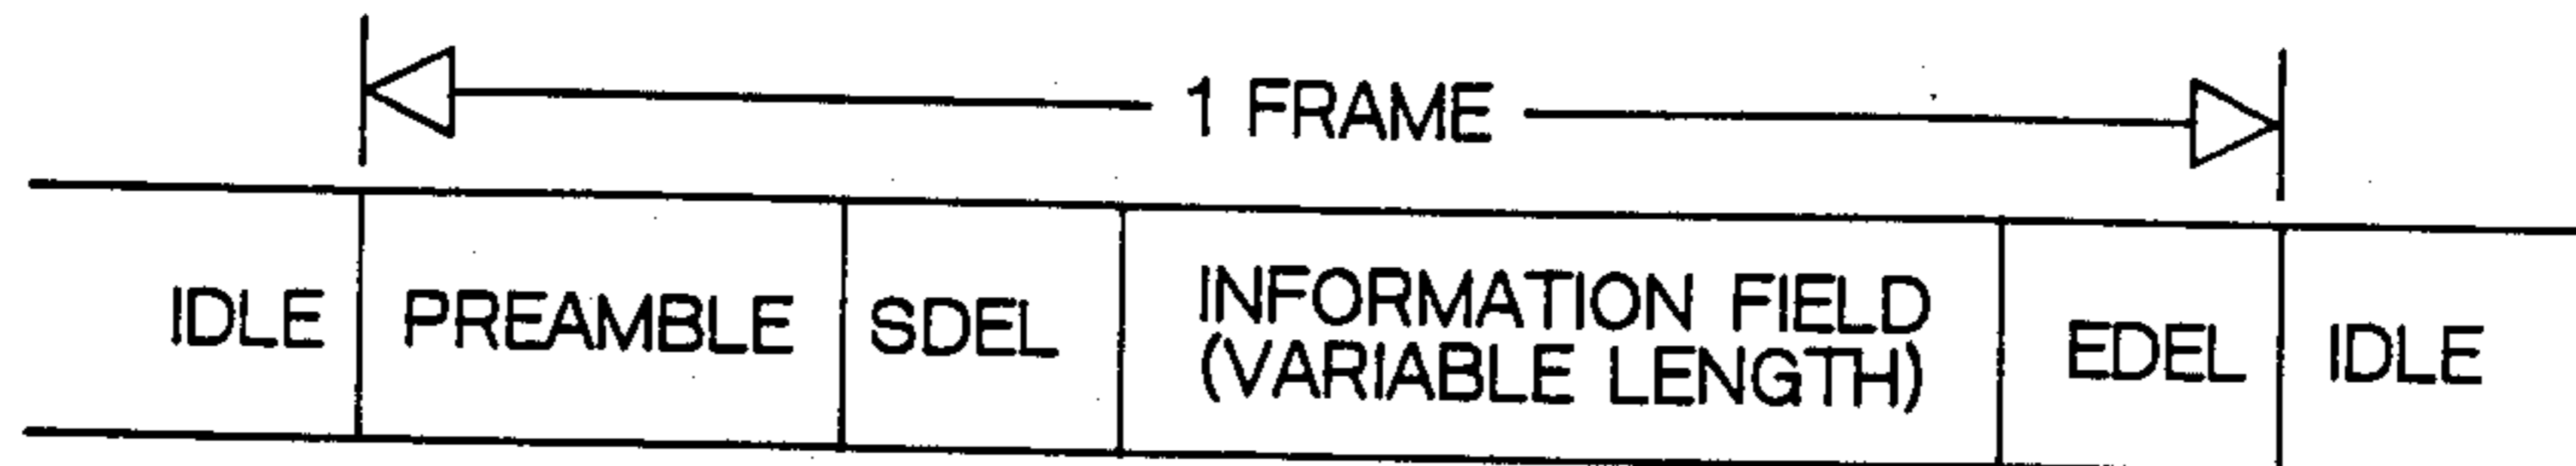 1 FRAME
IDLE
PREAMBLE
SDEL
INFORMATION FIELD
(VARIABLE LENGTH)
EDEL
IDLE